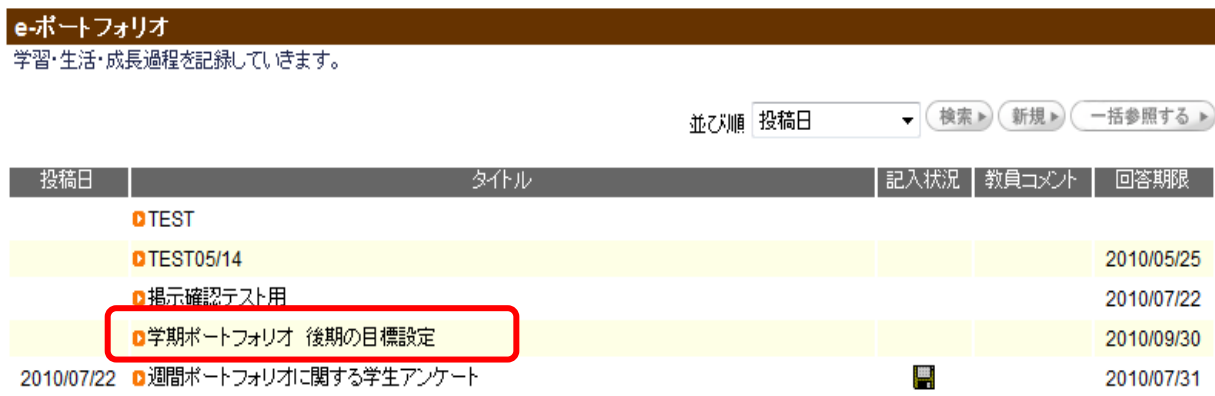 e-ポートフォリオ
学習・生活・成長過程を記録していきます。
並び順 投稿日 検索 新規 一括参照する
投稿日 タイトル 記入状況 教員コメント 回答期限
TEST
TEST05/14 2010/05/25
掲示確認テスト用 2010/07/22
学期ポートフォリオ 後期の目標設定 2010/09/30
2010/07/22 週間ポートフォリオに関する学生アンケート 2010/07/31